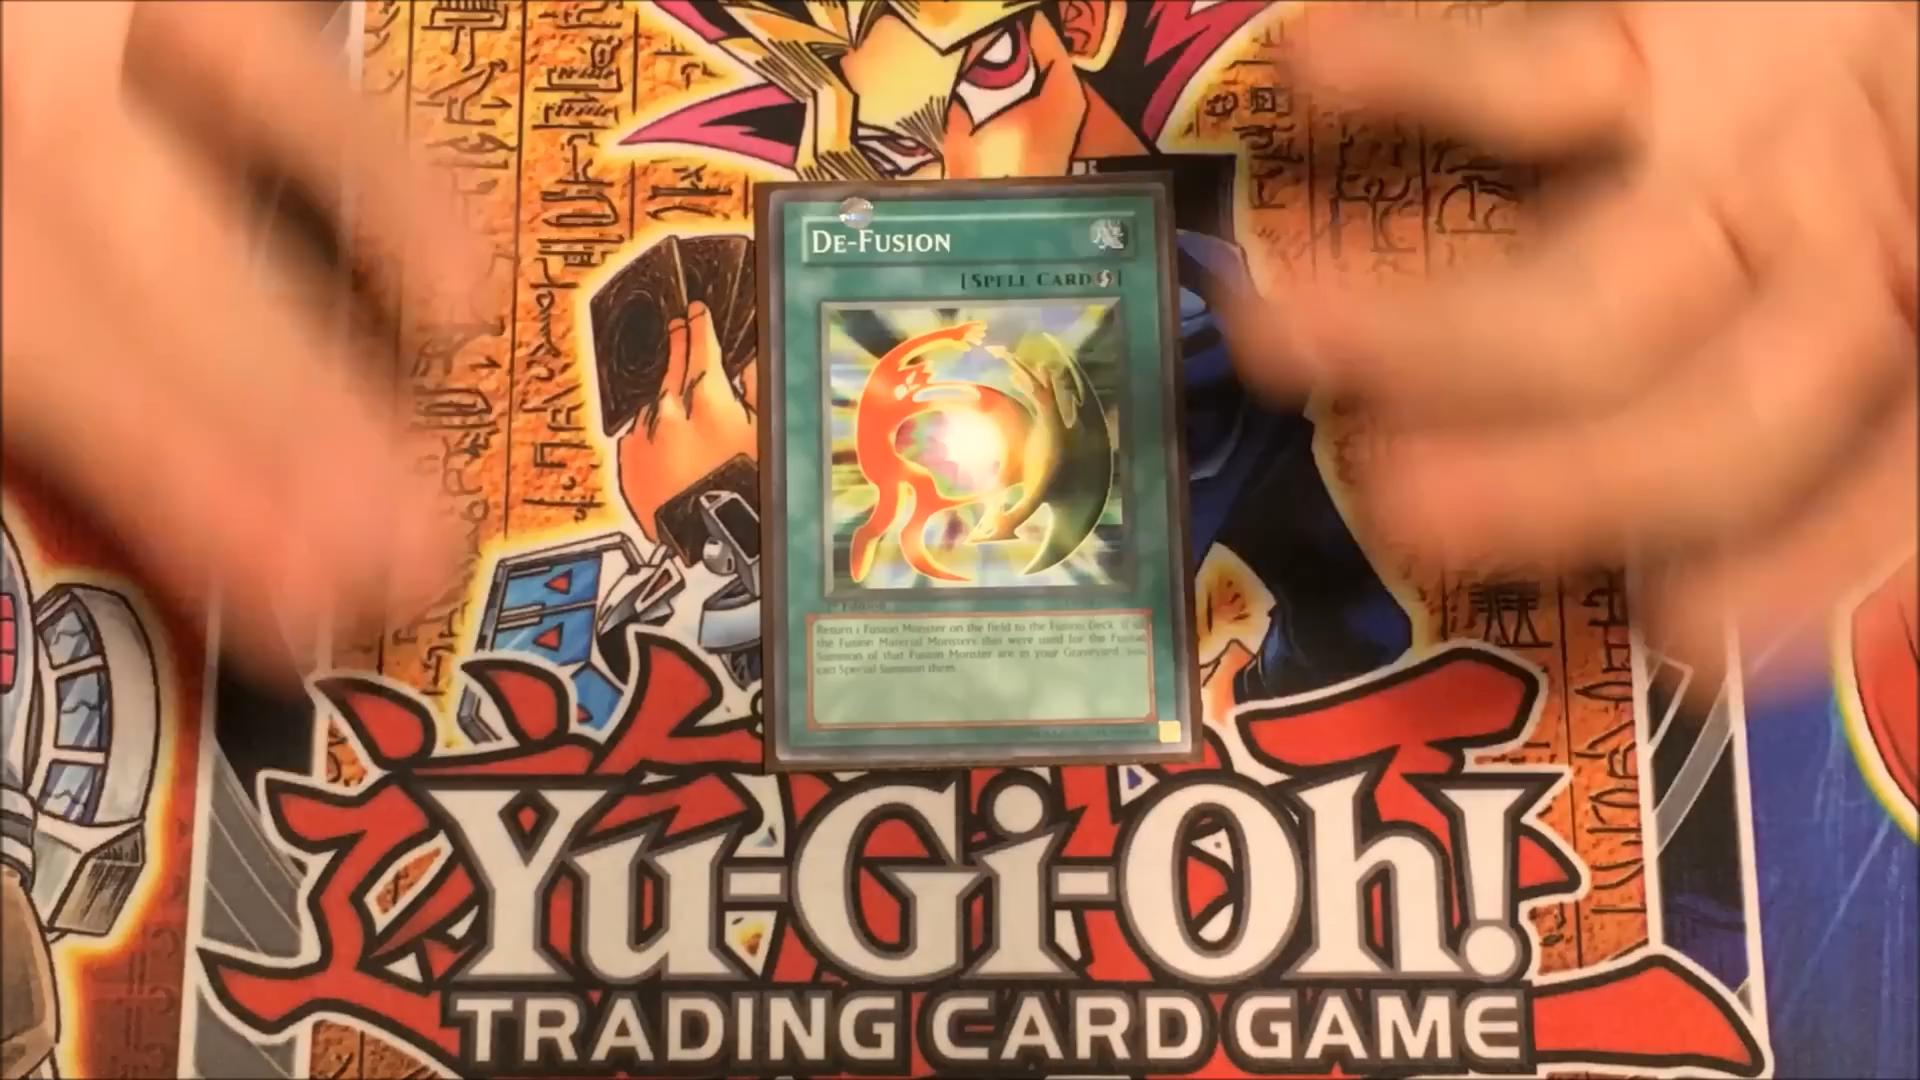 De-Fusion
[Spell Card]
1st Edition
Return 1 Fusion Monster on the field to the Fusion Deck. If all
the Fusion Material Monsters that were used for the Fusion
Summon of that Fusion Monster are in your Graveyard, you
can Special Summon them.
Yu-Gi-Oh!
TRADING CARD GAME